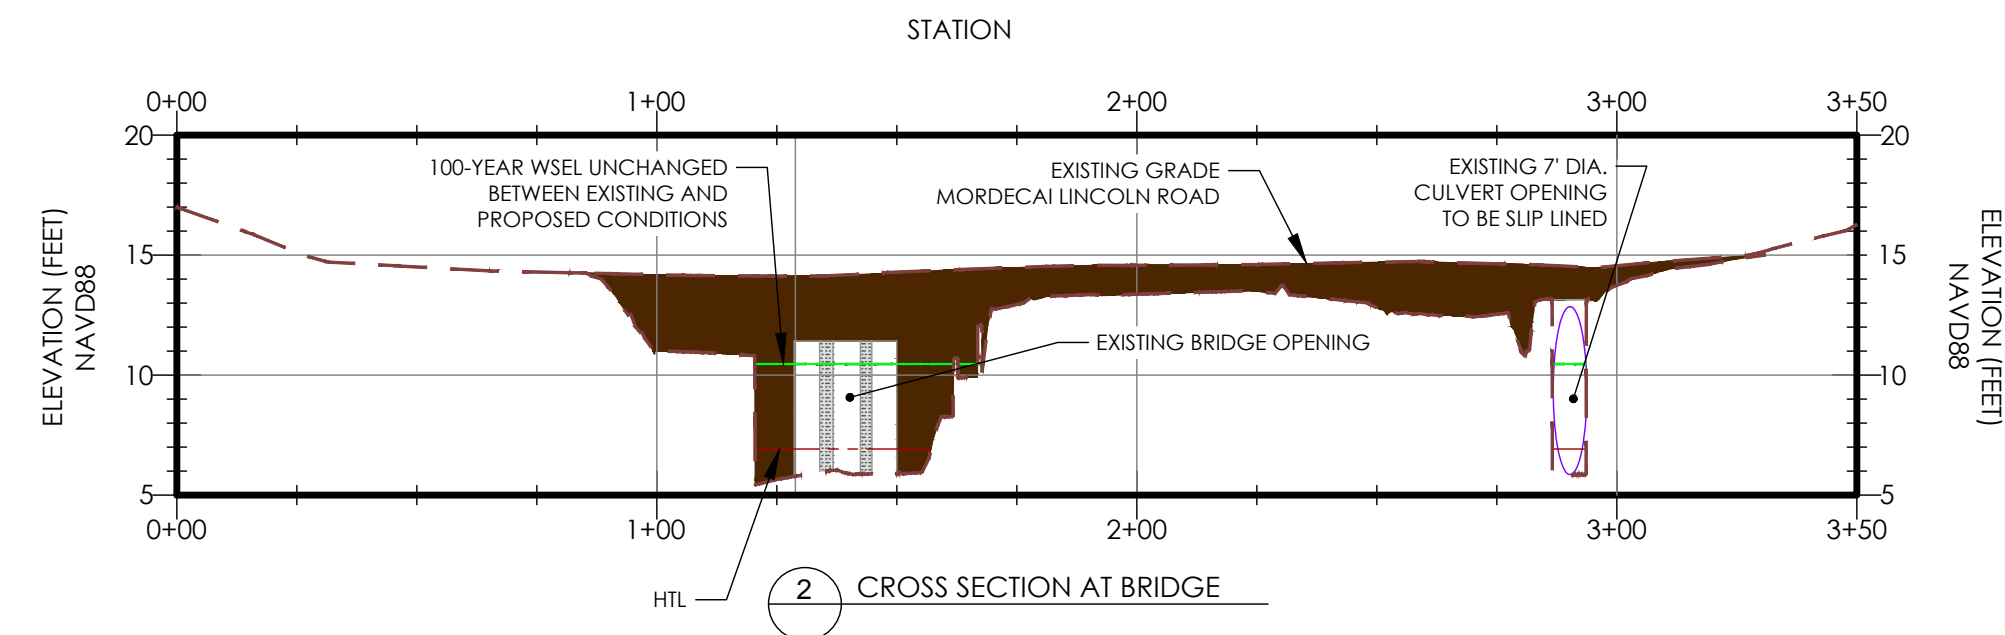 STATION
0+00 1+00 2+00 3+00 3+50
20 20
100-YEAR WSEL UNCHANGED
BETWEEN EXISTING AND
PROPOSED CONDITIONS
EXISTING GRADE
MORDECAI LINCOLN ROAD
EXISTING 7' DIA.
CULVERT OPENING
TO BE SLIP LINED
ELEVATION (FEET)
NAVD88
ELEVATION (FEET)
NAVD88
15 15
EXISTING BRIDGE OPENING
10 10
5 5
0+00 1+00 2+00 3+00 3+50
HTL
2 CROSS SECTION AT BRIDGE